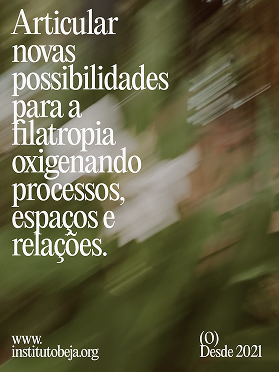 Articular
novas
possibilidades
para a
filatropia
oxigenando
processos,
espaços e
relações.
www.
institutobeja.org
(O)
Desde 2021